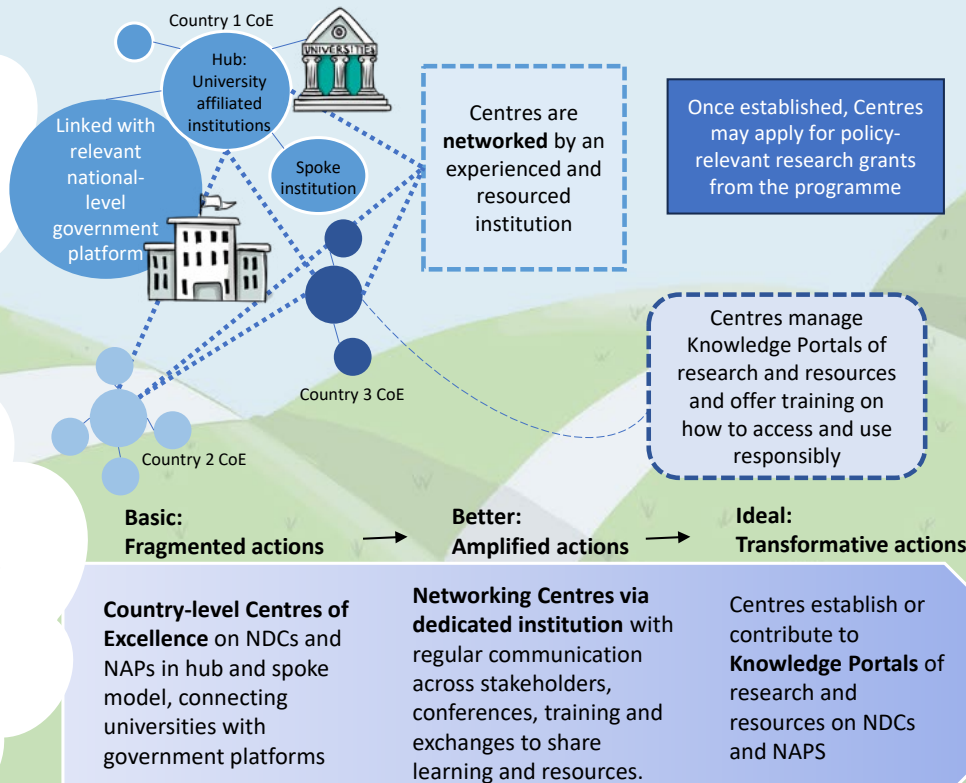 Country 1 CoE
Hub:
University
affiliated
institutions
UNIVERSITIES
Linked with
relevant
national-
level
government
platform
Spoke
institution
Centres are
networked by an
experienced and
resourced
institution
Once established, Centres
may apply for policy-
relevant research grants
from the programme
Centres manage
Knowledge Portals of
research and resources
and offer training on
how to access and use
responsibly
Country 3 CoE
Country 2 CoE
Basic:
Fragmented actions
Better:
Amplified actions
Ideal:
Transformative actions
Country-level Centres of
Excellence on NDCs and
NAPs in hub and spoke
model, connecting
universities with
government platforms
Networking Centres via
dedicated institution with
regular communication
across stakeholders,
conferences, training and
exchanges to share
learning and resources.
Centres establish or
contribute to
Knowledge Portals of
research and
resources on NDCs
and NAPS